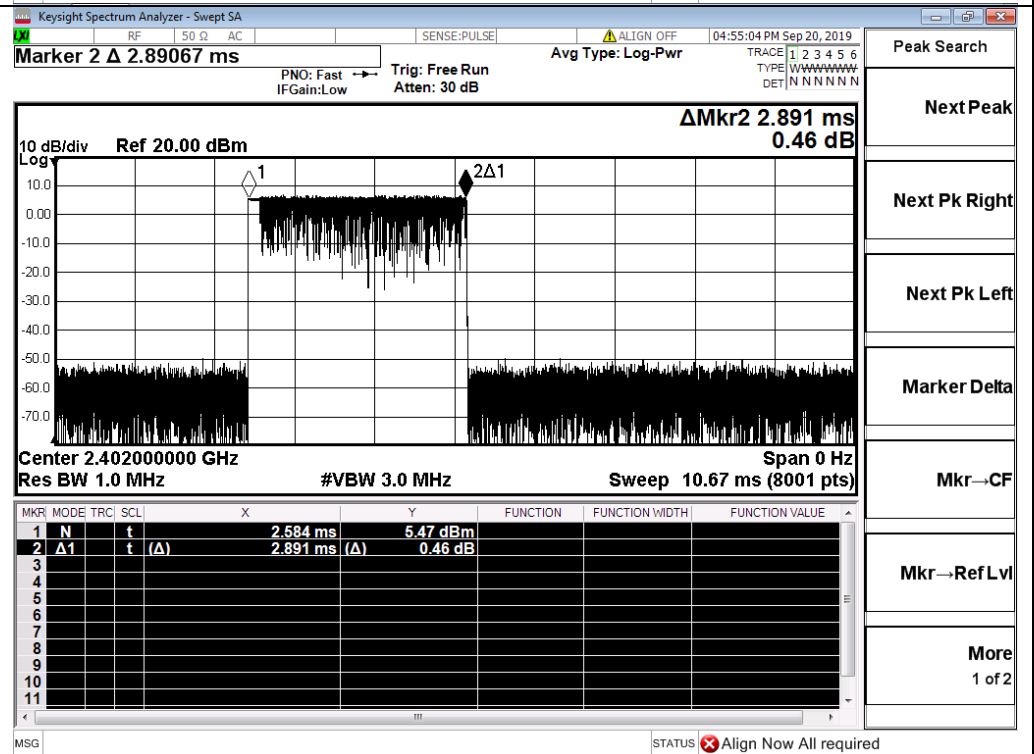 Keysight Spectrum Analyzer - Swept SA
LXI RF 50 Ω AC SENSE:PULSE ALIGN OFF 04:55:04 PM Sep 20, 2019
Marker 2 Δ 2.89067 ms
PNO: Fast
IFGain:Low
Trig: Free Run
Atten: 30 dB
Avg Type: Log-Pwr
TRACE 1 2 3 4 5 6
TYPE WWWWWW
DET N N N N N N
ΔMkr2 2.891 ms
0.46 dB
10 dB/div Ref 20.00 dBm
Log
10.0
0.00
-10.0
-20.0
-30.0
-40.0
-50.0
-60.0
-70.0
1
2Δ1
Center 2.402000000 GHz Span 0 Hz
Res BW 1.0 MHz #VBW 3.0 MHz Sweep 10.67 ms (8001 pts)
MKR MODE TRC SCL X Y FUNCTION FUNCTION WIDTH FUNCTION VALUE
1 N t 2.584 ms 5.47 dBm
2 Δ1 t (Δ) 2.891 ms (Δ) 0.46 dB
3
4
5
6
7
8
9
10
11
MSG STATUS Align Now All required
Peak Search
Next Peak
Next Pk Right
Next Pk Left
Marker Delta
Mkr→CF
Mkr→Ref Lvl
More
1 of 2